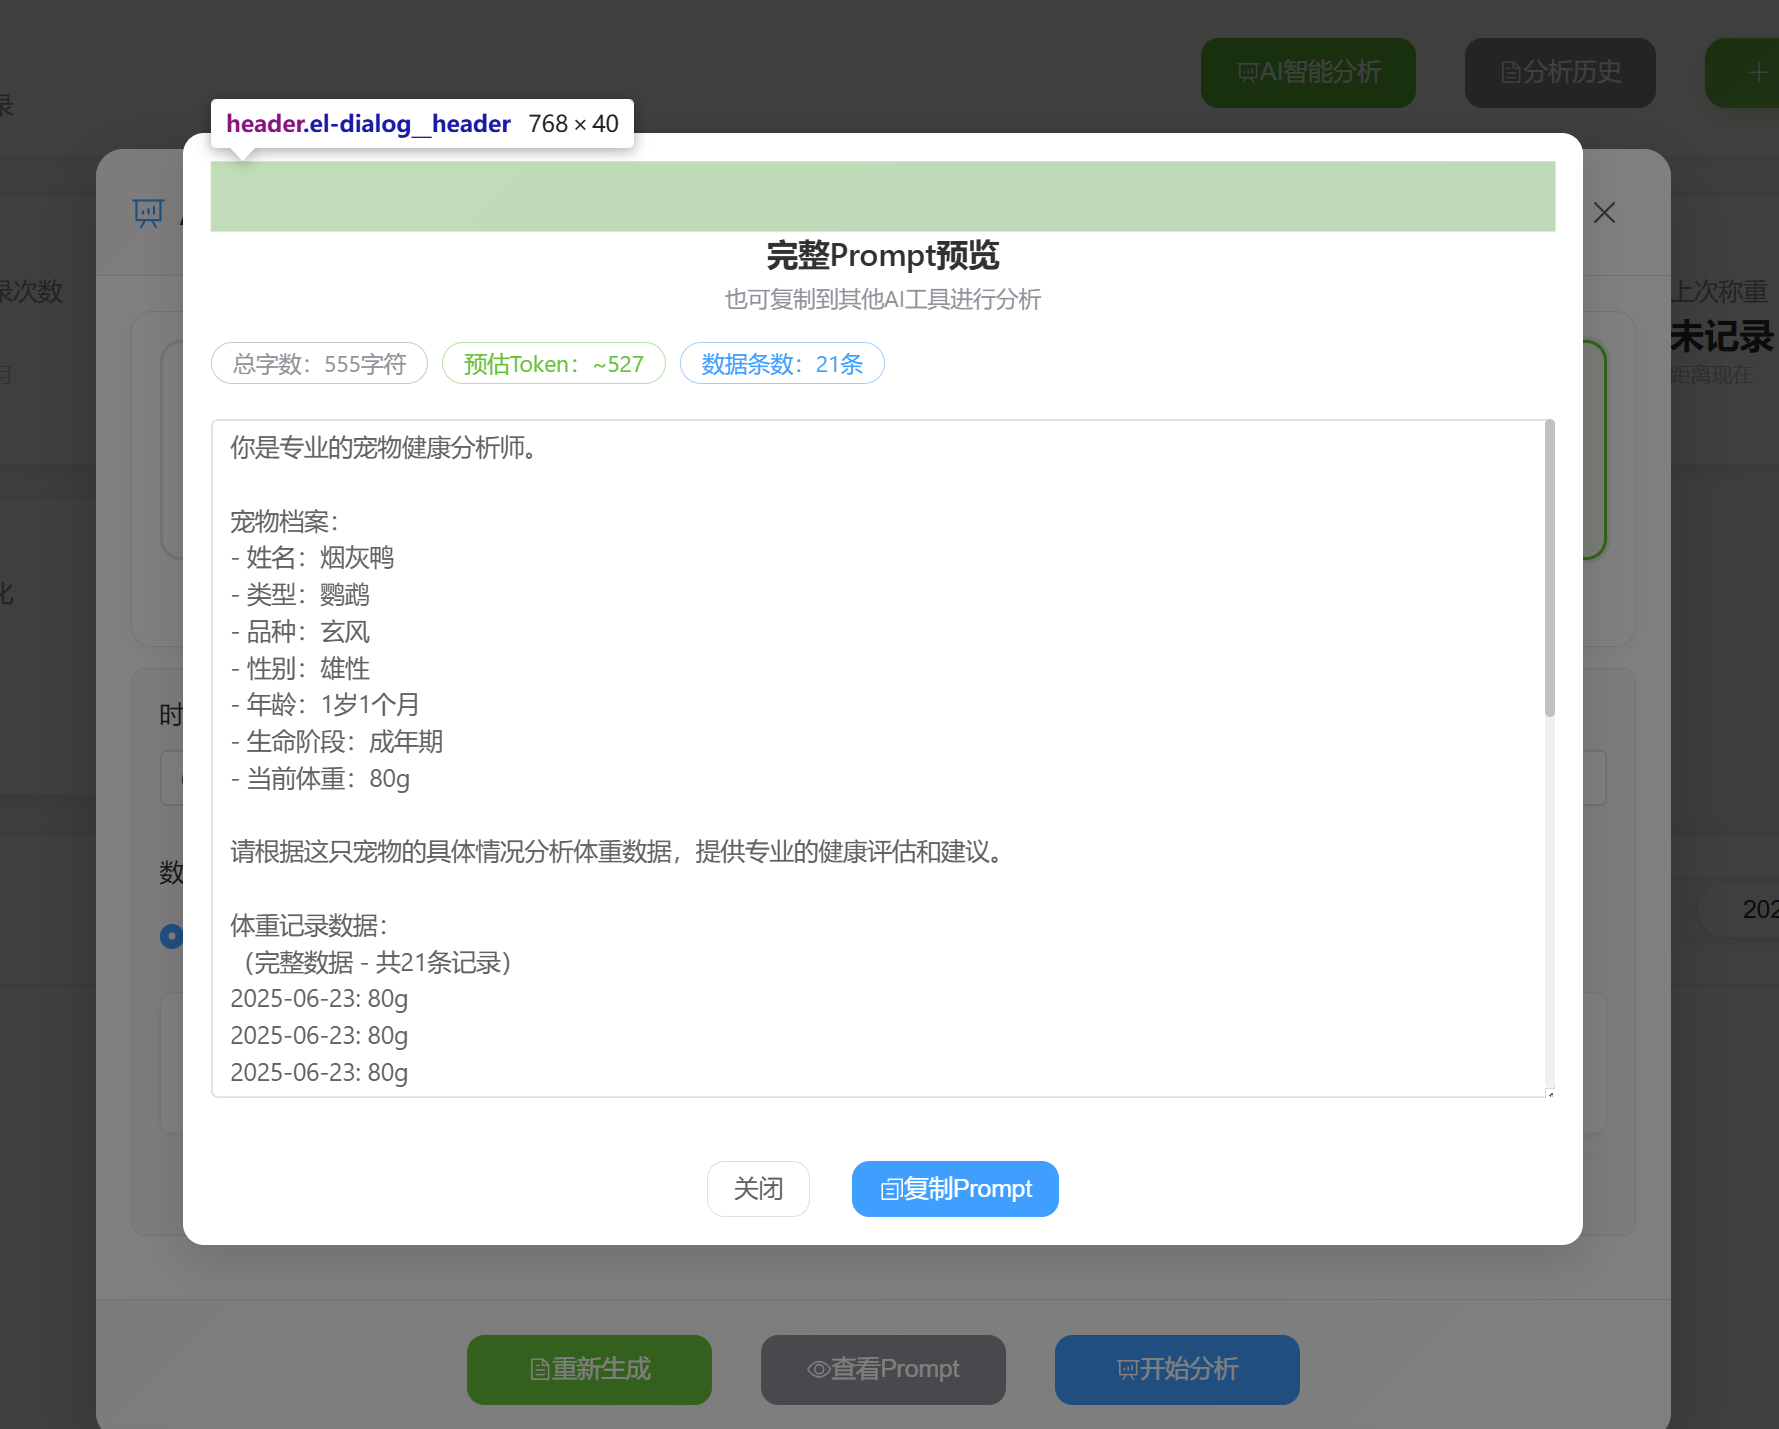 AI智能分析
分析历史
录
header.el-dialog__header 768 × 40
录次数
月
上次称重
未记录
距离现在
化
完整Prompt预览
也可复制到其他AI工具进行分析
总字数：555字符
预估Token：~527
数据条数：21条
你是专业的宠物健康分析师。
宠物档案：
- 姓名：烟灰鸭
- 类型：鹦鹉
- 品种：玄风
- 性别：雄性
- 年龄：1岁1个月
- 生命阶段：成年期
- 当前体重：80g
请根据这只宠物的具体情况分析体重数据，提供专业的健康评估和建议。
体重记录数据：
（完整数据 - 共21条记录）
2025-06-23: 80g
2025-06-23: 80g
2025-06-23: 80g
时
数
202
关闭
复制Prompt
重新生成
查看Prompt
开始分析